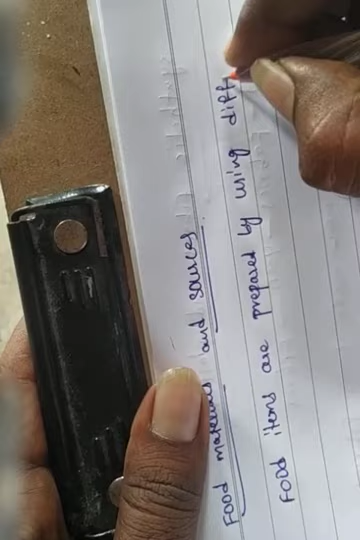 Food materials and sources
Food items are prepared by using diff